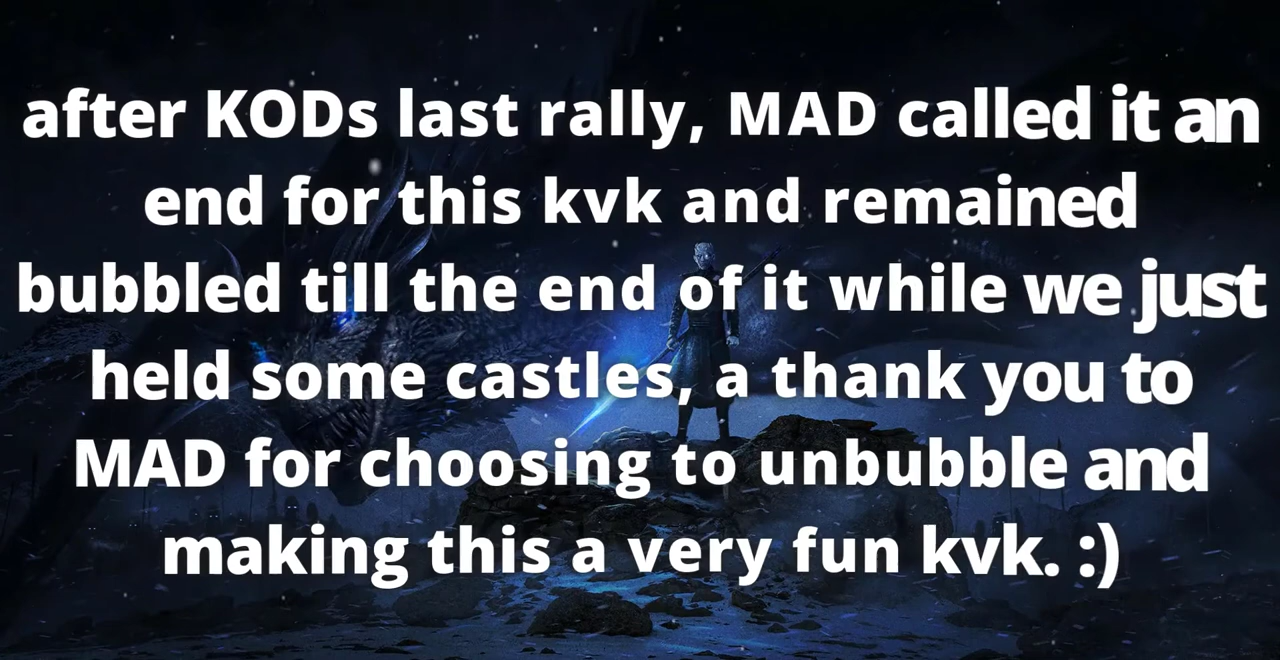 after KODs last rally, MAD called it an
end for this kvk and remained
bubbled till the end of it while we just
held some castles, a thank you to
MAD for choosing to unbubble and
making this a very fun kvk. :)